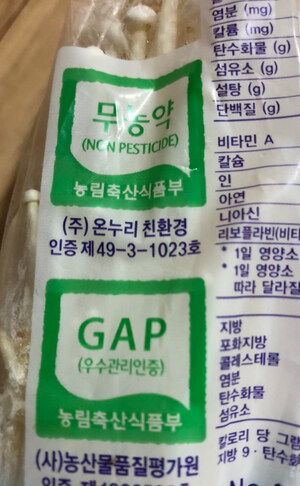 무농약
(NON PESTICIDE)
농림축산식품부
(주) 온누리 친환경
인증 제49-3-1023호
GAP
(우수관리인증)
농림축산식품부
(사)농산물품질평가원
인증 제
염분 (mg)
칼륨 (mg)
탄수화물 (g)
섬유소 (g)
설탕 (g)
단백질 (g)
비타민 A
칼슘
인
아연
니아신
리보플라빈(비타
* 1일 영양소
* 1일 영양소
따라 달라질
지방
포화지방
콜레스테롤
염분
탄수화물
섬유소
칼로리 당 그램
지방 9 · 탄수화